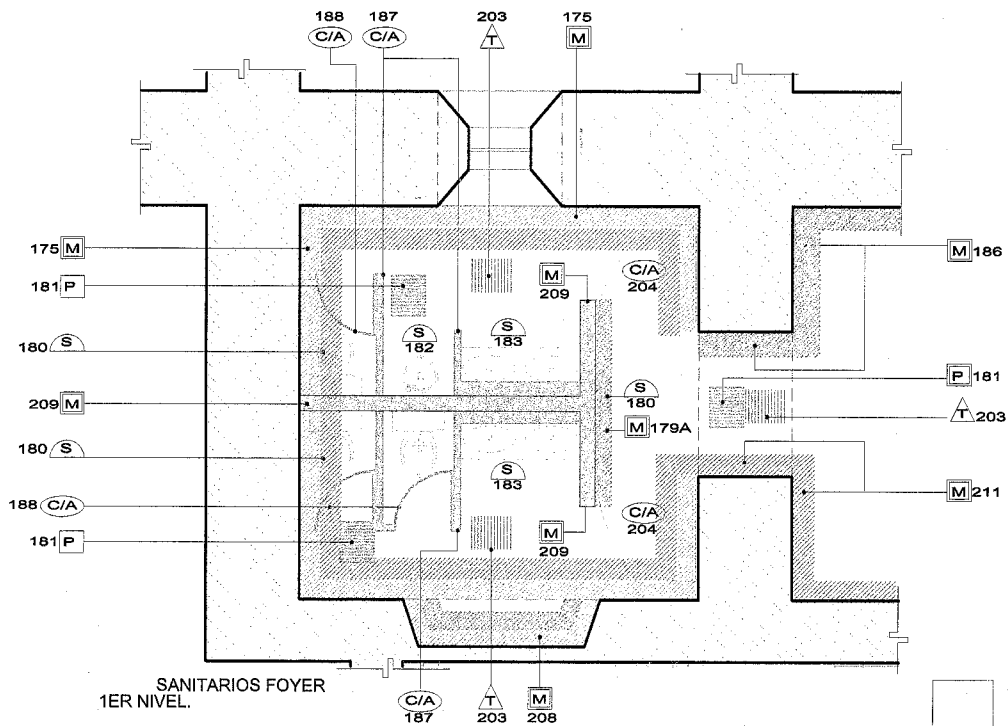 188 187 203 175
C/A C/A T M
175 M
M 186
181 P
M 209
C/A 204
180 S
S 182
S 183
P 181
209 M
S 180
T 203
M 179A
180 S
S 183
M 211
188 C/A
C/A 204
181 P
M 209
SANITARIOS FOYER
1ER NIVEL.
C/A T M
187 203 208